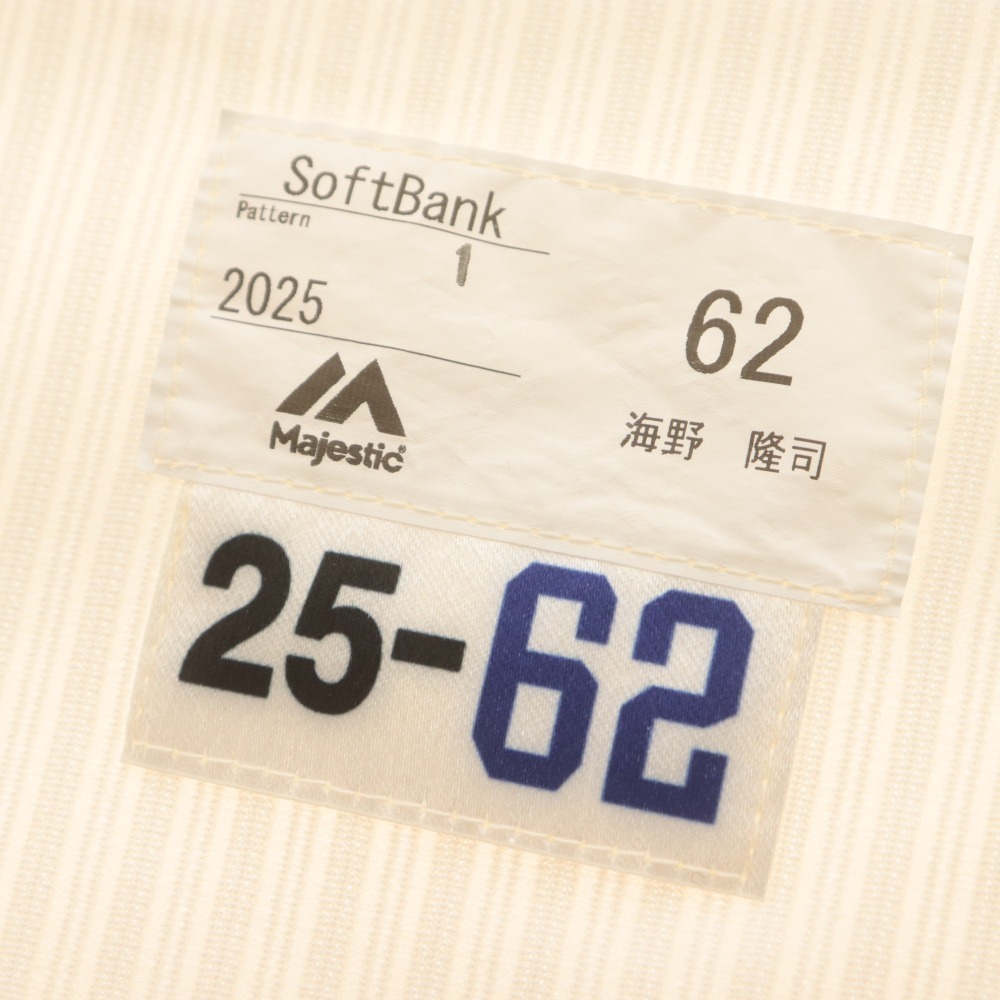 SoftBank
Pattern
1
2025
Majestic®
62
海野　隆司
25-62